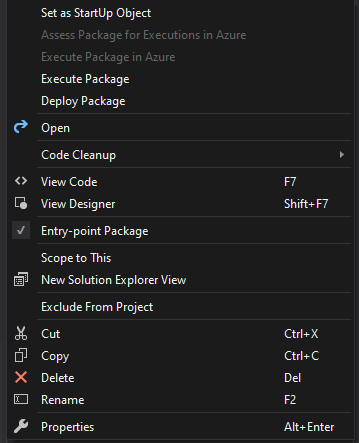 Set as StartUp Object
Assess Package for Executions in Azure
Execute Package in Azure
Execute Package
Deploy Package
Open
Code Cleanup
View Code F7
View Designer Shift+F7
Entry-point Package
Scope to This
New Solution Explorer View
Exclude From Project
Cut Ctrl+X
Copy Ctrl+C
Delete Del
Rename F2
Properties Alt+Enter